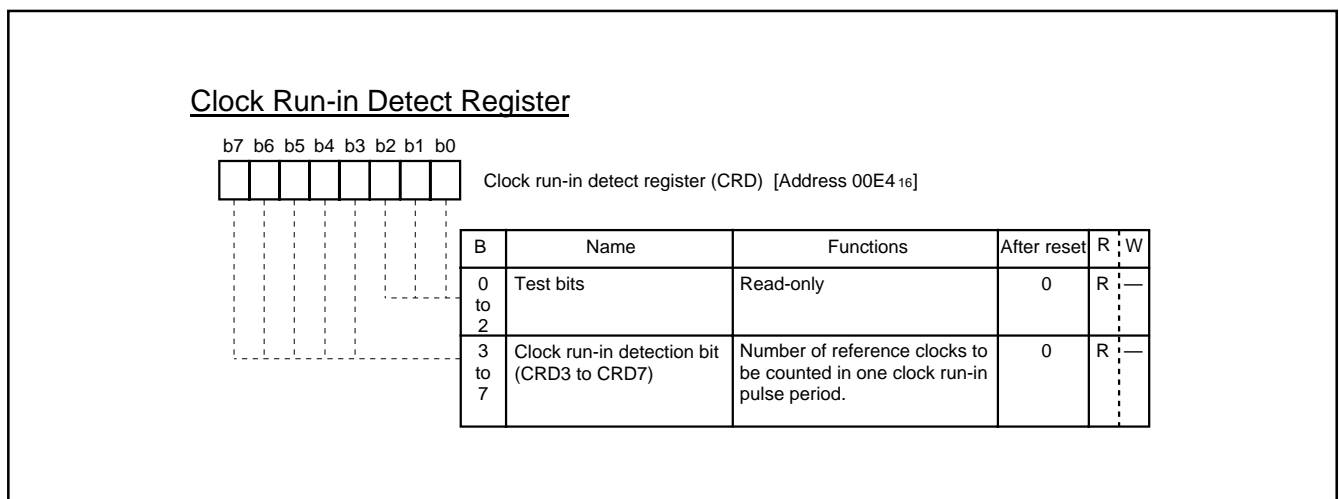 Clock Run-in Detect Register
b7 b6 b5 b4 b3 b2 b1 b0
Clock run-in detect register (CRD) [Address 00E4 16]
B Name Functions After reset R W
0 to 2 Test bits Read-only 0 R —
3 to 7 Clock run-in detection bit (CRD3 to CRD7) Number of reference clocks to be counted in one clock run-in pulse period. 0 R —